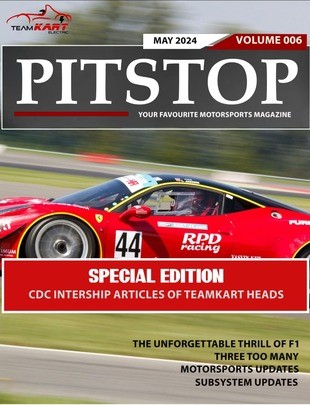 TEAMKART
ELECTRIC
MAY 2024
VOLUME 006
PITSTOP
YOUR FAVOURITE MOTORSPORTS MAGAZINE
44
RPD
racing
SPECIAL EDITION
CDC INTERSHIP ARTICLES OF TEAMKART HEADS
THE UNFORGETTABLE THRILL OF F1
THREE TOO MANY
MOTORSPORTS UPDATES
SUBSYSTEM UPDATES